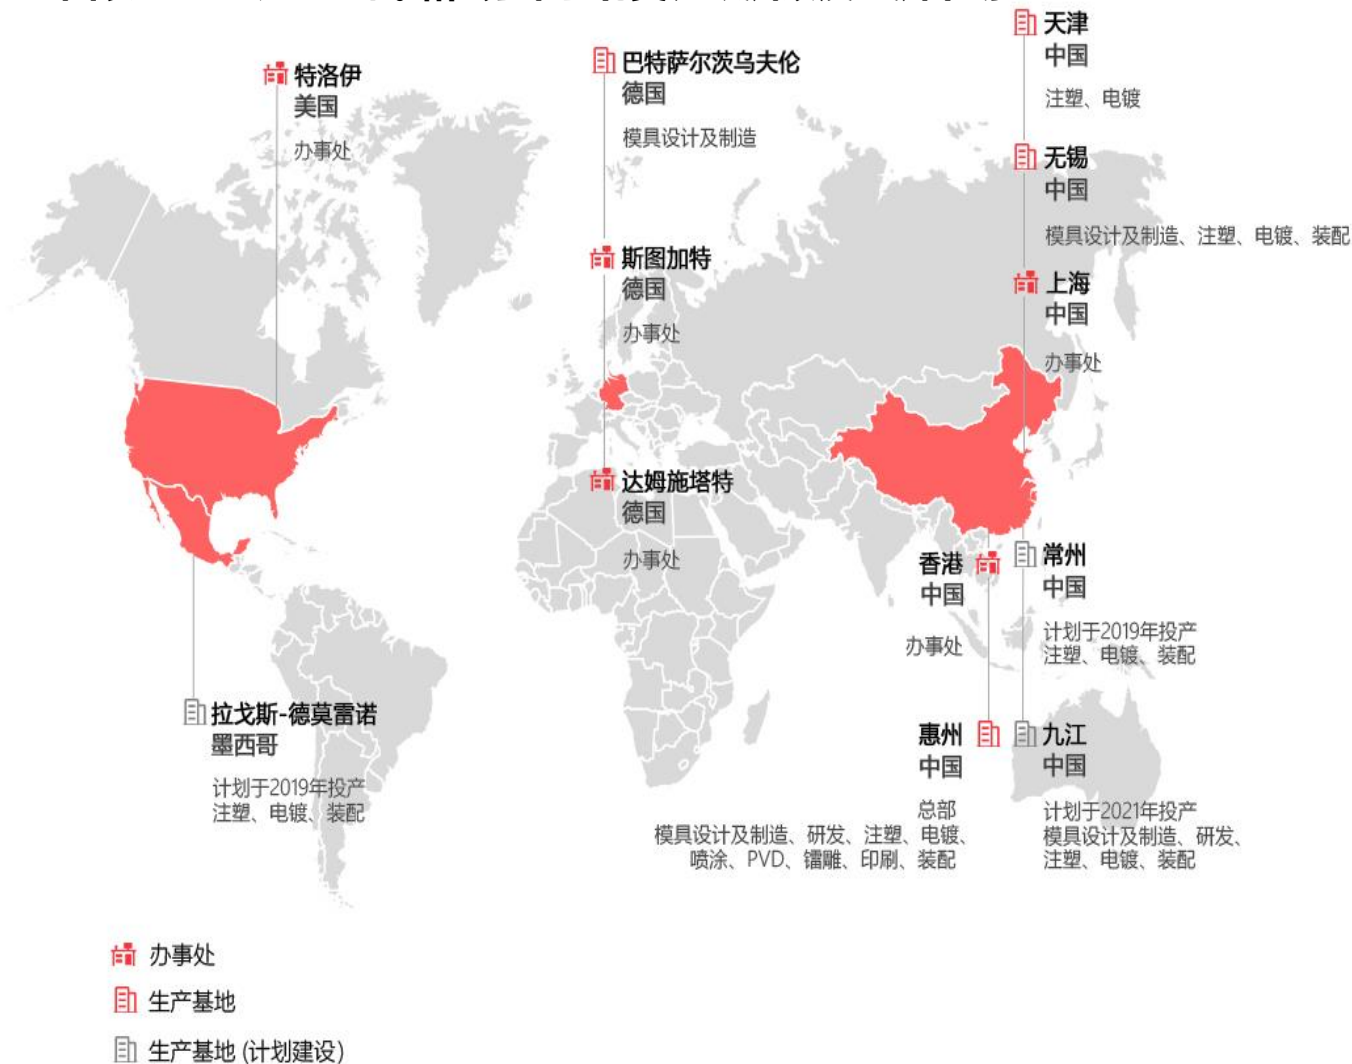 特洛伊
美国
办事处
巴特萨尔茨乌夫伦
德国
模具设计及制造
斯图加特
德国
办事处
达姆施塔特
德国
办事处
天津
中国
注塑、电镀
无锡
中国
模具设计及制造、注塑、电镀、装配
上海
中国
办事处
香港
中国
办事处
常州
中国
计划于2019年投产
注塑、电镀、装配
拉戈斯-德莫雷诺
墨西哥
计划于2019年投产
注塑、电镀、装配
惠州
中国
总部
模具设计及制造、研发、注塑、电镀、
喷涂、PVD、镭雕、印刷、装配
九江
中国
计划于2021年投产
模具设计及制造、研发、
注塑、电镀、装配
办事处
生产基地
生产基地 (计划建设)